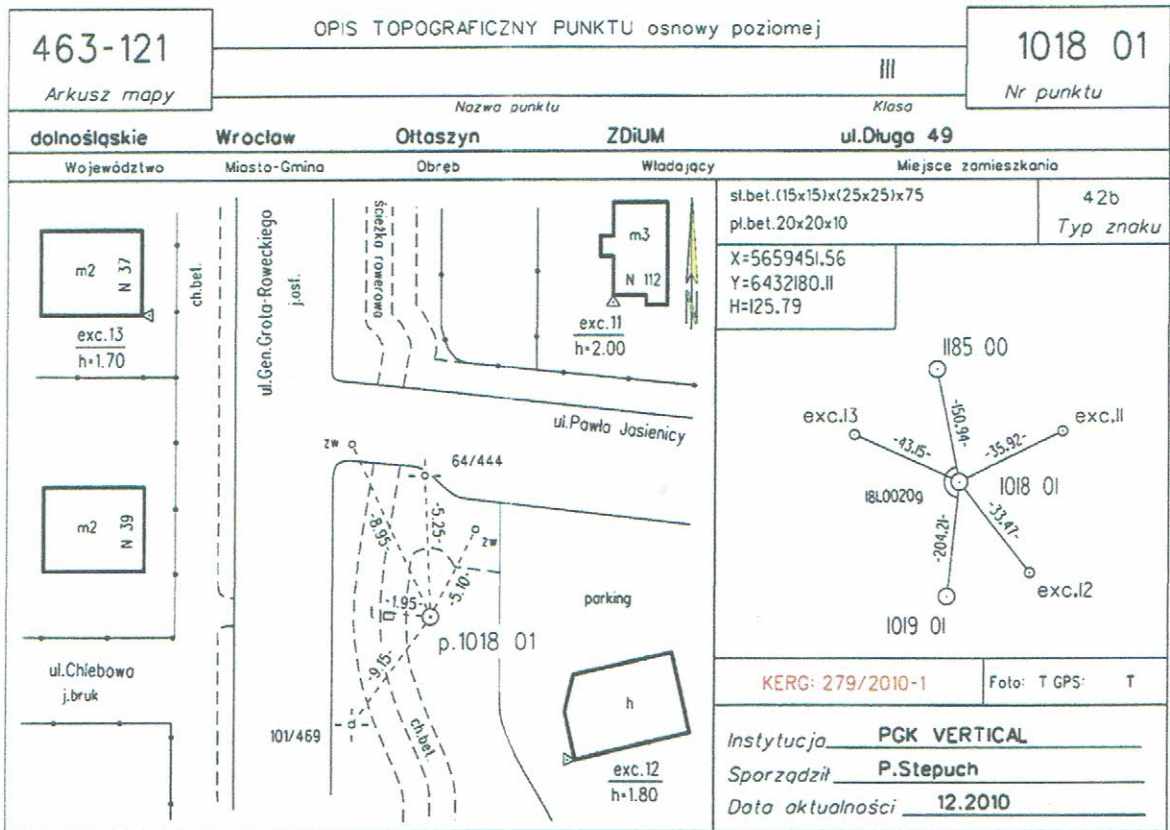 463-121
Arkusz mapy
OPIS TOPOGRAFICZNY PUNKTU osnowy poziomej
III
Nazwa punktu
Klasa
1018 01
Nr punktu
dolnośląskie Wrocław Ołtaszyn ZDiUM ul.Długa 49
Województwo Miasto-Gmina Obręb Władający Miejsce zamieszkania
m2
N 37
exc.13
h=1.70
ch.bet.
ul.Gen.Grota-Roweckiego
j.asf.
ścieżka rowerowa
m3
N 112
exc.11
h=2.00
ul.Pawła Jasienicy
zw
64/444
-8.95-
-5.25-
zw
-5.10-
-1.95-
p.1018 01
-9.15-
101/469
ch.bet.
parking
m2
N 39
ul.Chlebowa
j.bruk
h
exc.12
h=1.80
sł.bet.(15x15)x(25x25)x75
pł.bet.20x20x10
42b
Typ znaku
X=5659451.56
Y=6432180.11
H=125.79
1185 00
exc.13
exc.11
-150.94-
-43.15-
-35.92-
181.0020g
1018 01
-33.47-
-204.21-
exc.12
1019 01
KERG: 279/2010-1
Foto: T GPS: T
Instytucja PGK VERTICAL
Sporządził P.Stepuch
Data aktualności 12.2010